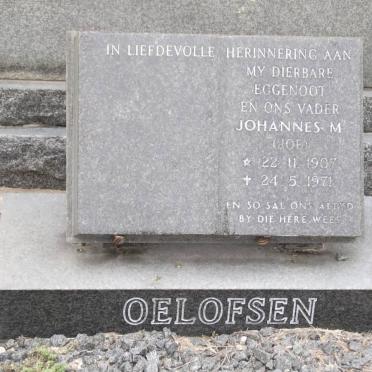 IN LIEFDEVOLLE HERINNERING AAN
MY DIERBARE
EGGENOOT
EN ONS VADER
JOHANNES M
(JOE)
☆ 22.11.1907
✝ 24.5.1971
EN SO SAL ONS ALTYD
BY DIE HERE WEES
OELOFSEN